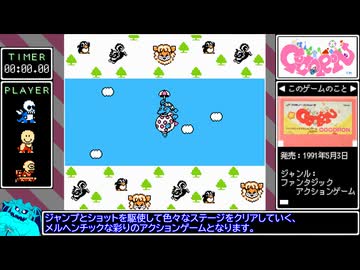 TIMER
00:00.00
PLAYER
◀ このゲームのこと ▶
発売:1991年5月3日
ジャンル:
ファンタジック
アクションゲーム
ジャンプとショットを駆使して色々なステージをクリアしていく、
メルヘンチックな彩りのアクションゲームとなります。